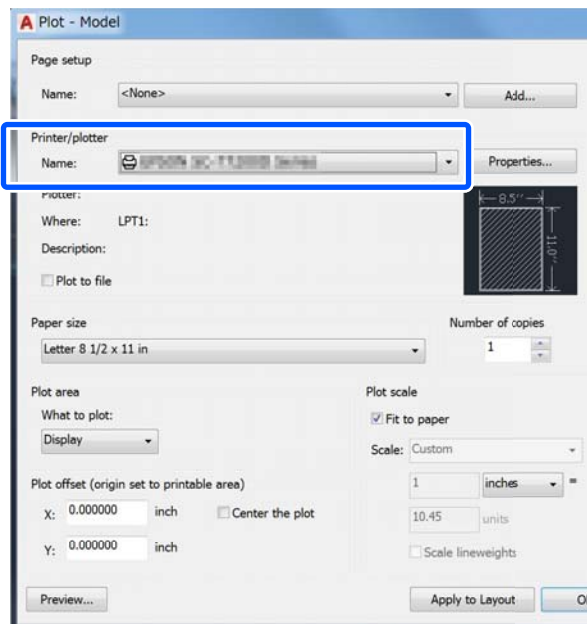 Plot - Model
Page setup
Name: <None> Add...
Printer/plotter
Name: Properties...
Plotter:
Where: LPT1:
Description:
Plot to file
8.5''
11.0''
Paper size
Letter 8 1/2 x 11 in
Number of copies
1
Plot area
What to plot:
Display
Plot scale
Fit to paper
Scale: Custom
1 inches =
10.45 units
Scale lineweights
Plot offset (origin set to printable area)
X: 0.000000 inch Center the plot
Y: 0.000000 inch
Preview... Apply to Layout